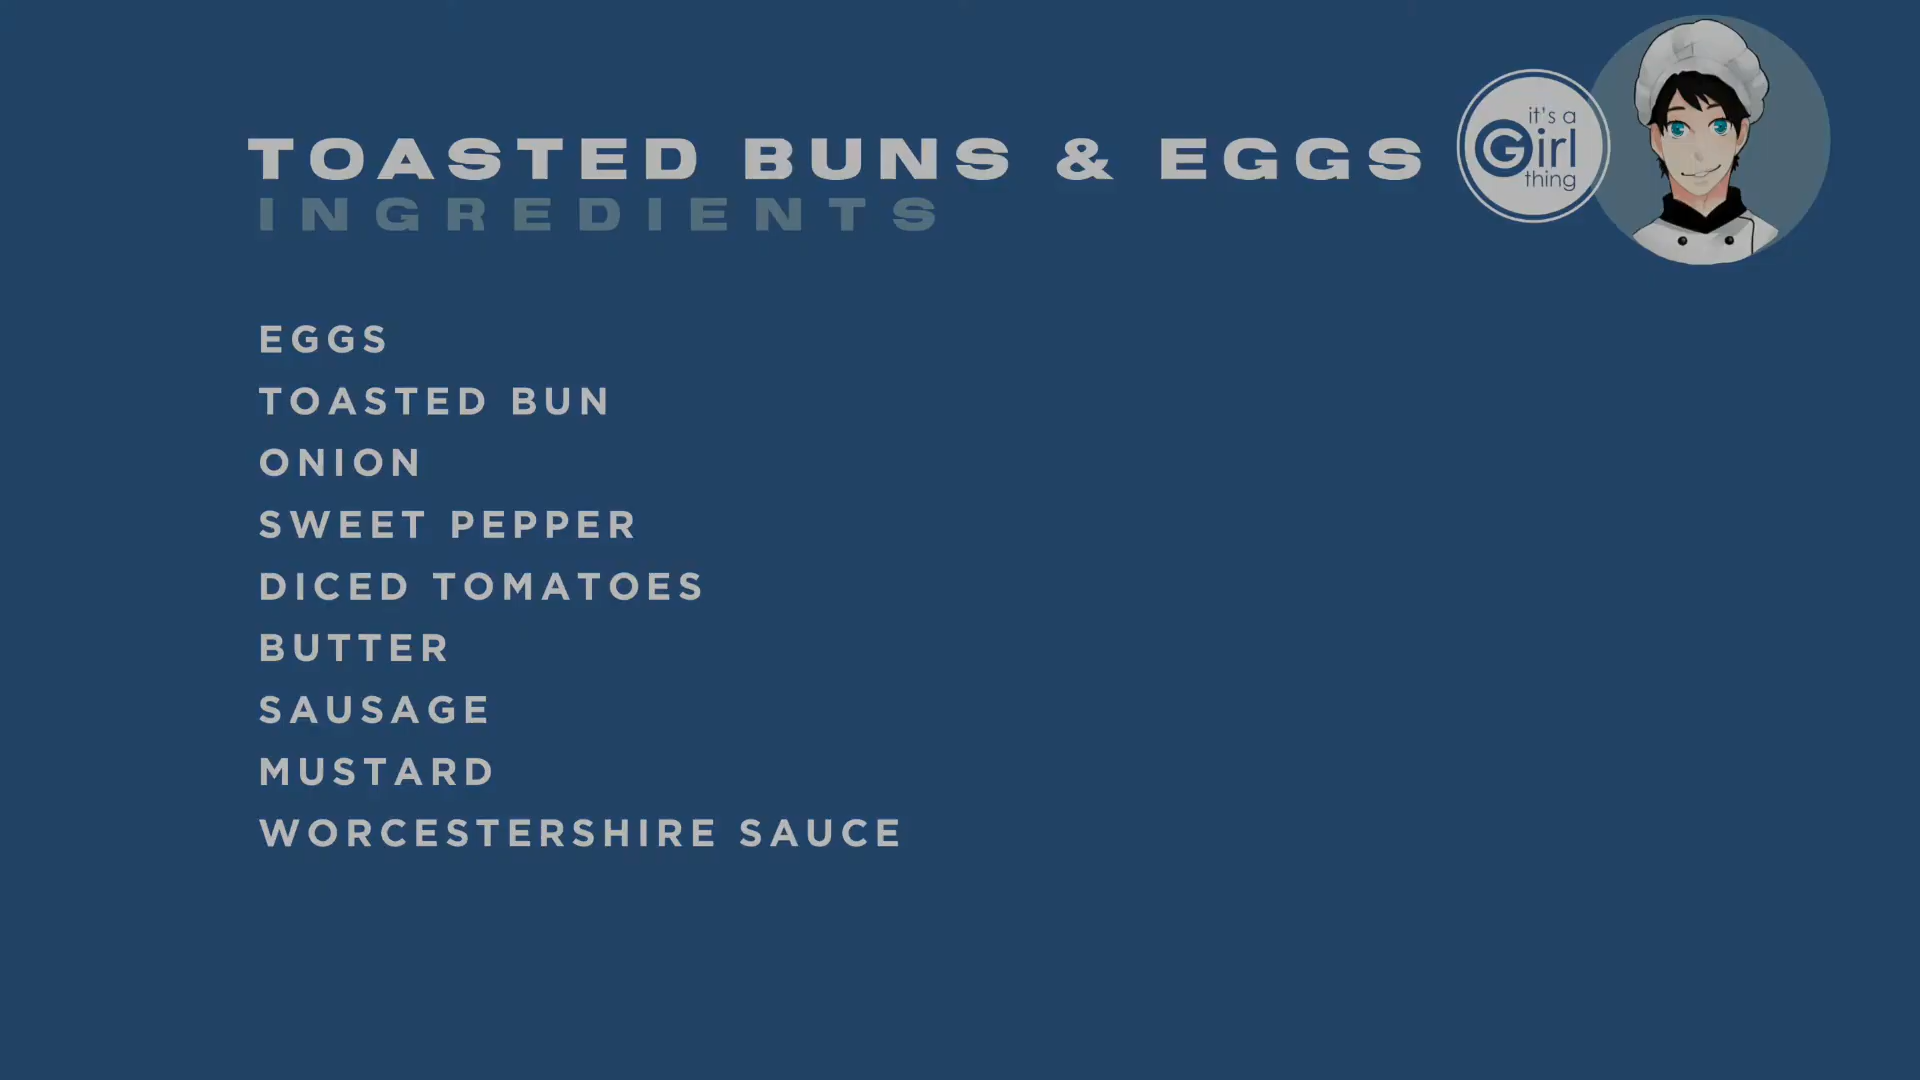 TOASTED BUNS & EGGS
INGREDIENTS
it's a
Girl
thing
EGGS
TOASTED BUN
ONION
SWEET PEPPER
DICED TOMATOES
BUTTER
SAUSAGE
MUSTARD
WORCESTERSHIRE SAUCE